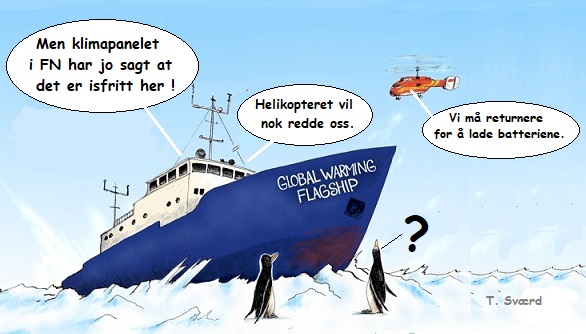 Men klimapanelet
i FN har jo sagt at
det er isfritt her !
Helikopteret vil
nok redde oss.
Vi må returnere
for å lade batteriene.
GLOBAL WARMING
FLAGSHIP
?
T. Sværd